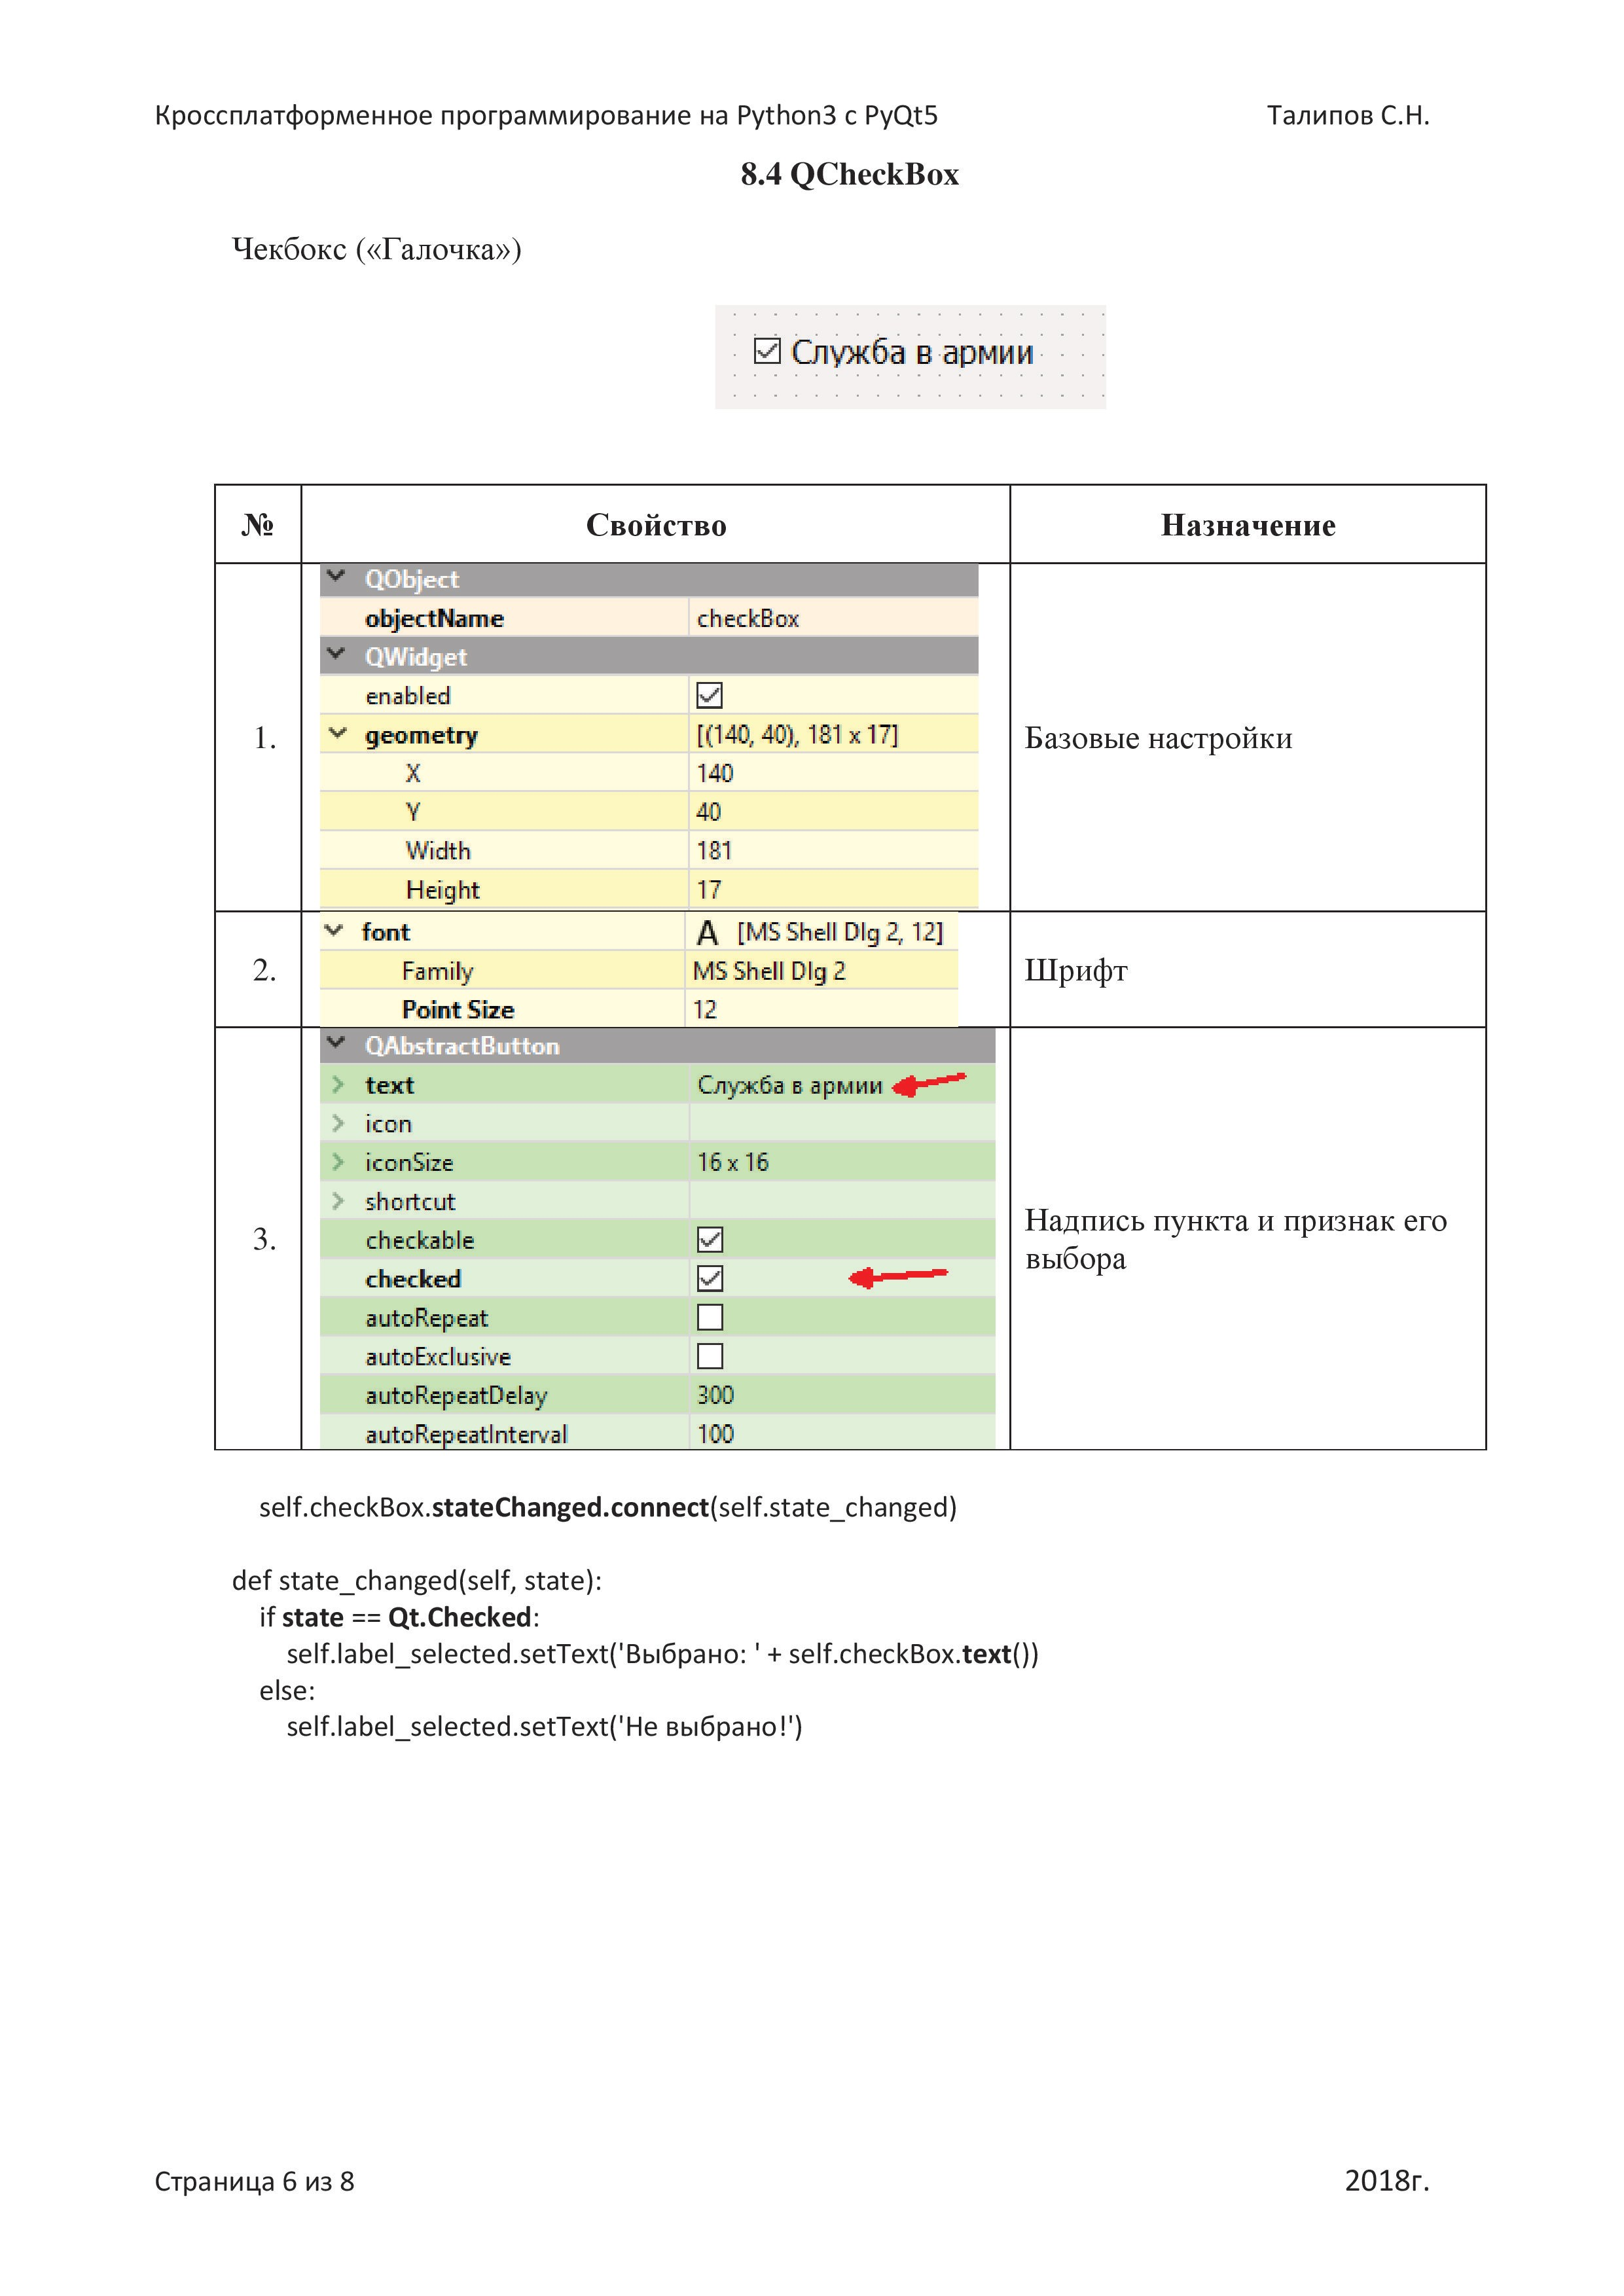 Кроссплатформенное программирование на Python3 с PyQt5 Талипов С.Н.
8.4 QCheckBox
Чекбокс («Галочка»)
Служба в армии
№ Свойство Назначение
QObject
objectName checkBox
QWidget
enabled
geometry [(140, 40), 181 x 17]
X 140
Y 40
Width 181
Height 17
1.
Базовые настройки
font A [MS Shell Dlg 2, 12]
Family MS Shell Dlg 2
Point Size 12
2.
Шрифт
QAbstractButton
text Служба в армии
icon
iconSize 16 x 16
shortcut
checkable
checked
autoRepeat
autoExclusive
autoRepeatDelay 300
autoRepeatInterval 100
3.
Надпись пункта и признак его
выбора
self.checkBox.stateChanged.connect(self.state_changed)
def state_changed(self, state):
if state == Qt.Checked:
self.label_selected.setText('Выбрано: ' + self.checkBox.text())
else:
self.label_selected.setText('Не выбрано!')
Страница 6 из 8 2018г.